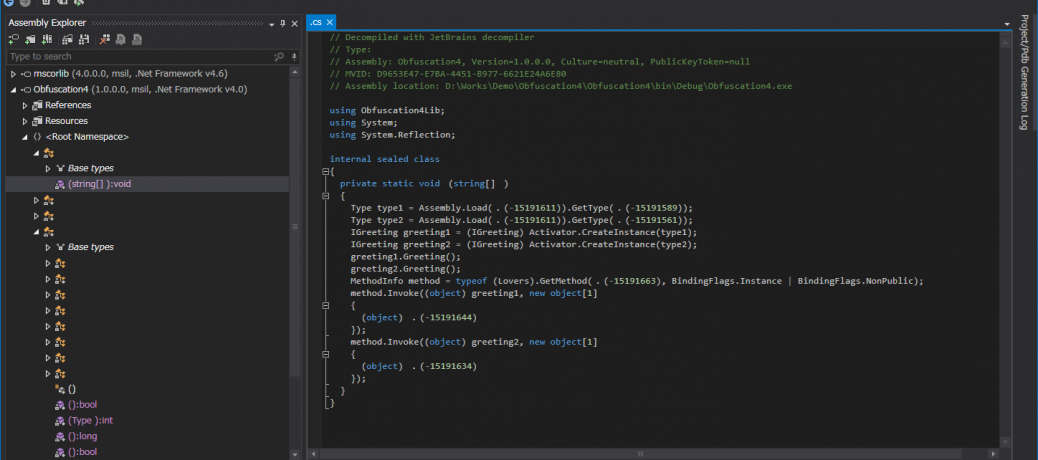 Assembly Explorer
Type to search
mscorlib (4.0.0.0, msil, .Net Framework v4.6)
Obfuscation4 (1.0.0.0, msil, .Net Framework v4.0)
References
Resources
<Root Namespace>
Base types
(string[] ):void
Base types
()
():bool
(Type ):int
():long
():bool
.cs
// Decompiled with JetBrains decompiler
// Type:
// Assembly: Obfuscation4, Version=1.0.0.0, Culture=neutral, PublicKeyToken=null
// MVID: D9653E47-E7BA-4451-B977-6621E24A6E80
// Assembly location: D:\Works\Demo\Obfuscation4\Obfuscation4\bin\Debug\Obfuscation4.exe
using Obfuscation4Lib;
using System;
using System.Reflection;
internal sealed class
{
private static void (string[] )
{
Type type1 = Assembly.Load( . (-15191611)).GetType( . (-15191589));
Type type2 = Assembly.Load( . (-15191611)).GetType( . (-15191561));
IGreeting greeting1 = (IGreeting) Activator.CreateInstance(type1);
IGreeting greeting2 = (IGreeting) Activator.CreateInstance(type2);
greeting1.Greeting();
greeting2.Greeting();
MethodInfo method = typeof (Lovers).GetMethod( . (-15191663), BindingFlags.Instance | BindingFlags.NonPublic);
method.Invoke((object) greeting1, new object[1]
{
(object) . (-15191644)
});
method.Invoke((object) greeting2, new object[1]
{
(object) . (-15191634)
});
}
}
Project/Pdb Generation Log